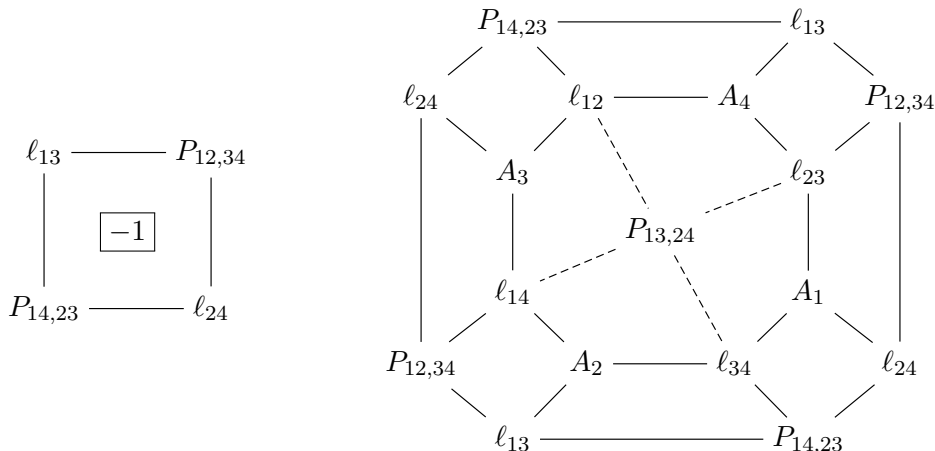 P₁₄,₂₃ ℓ₁₃
ℓ₂₄ ℓ₁₂ A₄ P₁₂,₃₄
ℓ₁₃ P₁₂,₃₄
A₃ ℓ₂₃
−1 P₁₃,₂₄
P₁₄,₂₃ ℓ₂₄
ℓ₁₄ A₁
P₁₂,₃₄ A₂ ℓ₃₄ ℓ₂₄
ℓ₁₃ P₁₄,₂₃